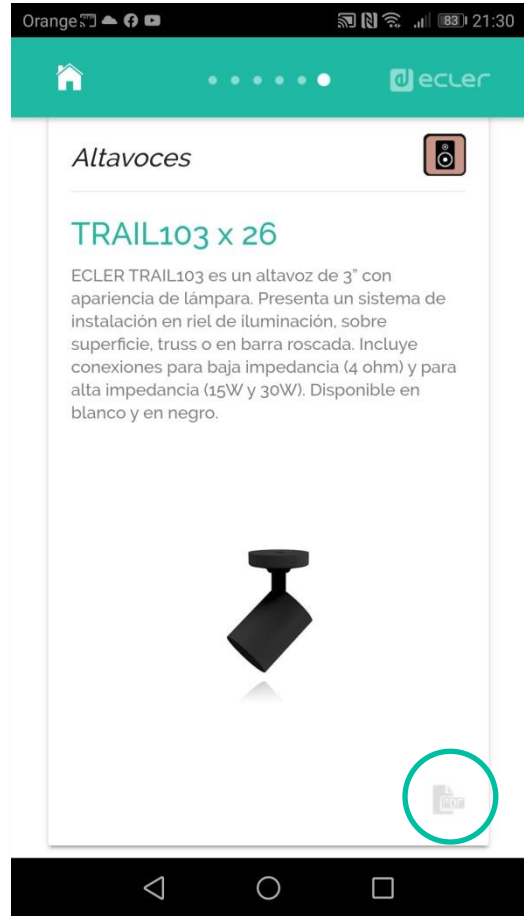 Orange 83 21:30
ecler
Altavoces
TRAIL103 x 26
ECLER TRAIL103 es un altavoz de 3” con
apariencia de lámpara. Presenta un sistema de
instalación en riel de iluminación, sobre
superficie, truss o en barra roscada. Incluye
conexiones para baja impedancia (4 ohm) y para
alta impedancia (15W y 30W). Disponible en
blanco y en negro.
PDF